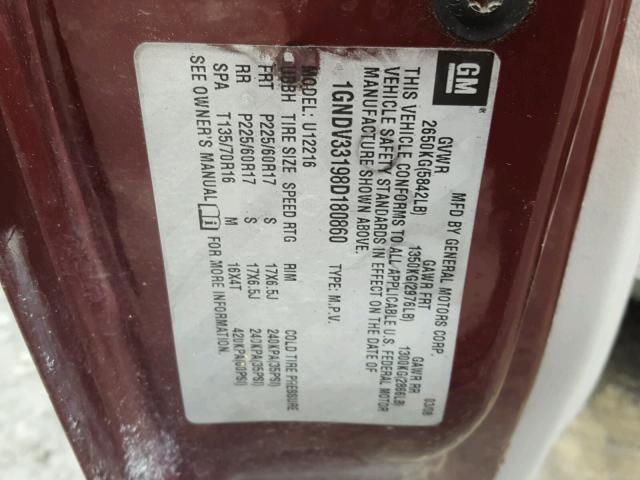 GM
MFD BY GENERAL MOTORS CORP. 03/08
GVWR GAWR FRT GAWR RR
2650KG(5842LB) 1350KG(2976LB) 1300KG(2866LB)
THIS VEHICLE CONFORMS TO ALL APPLICABLE U.S. FEDERAL MOTOR
VEHICLE SAFETY STANDARDS IN EFFECT ON THE DATE OF
MANUFACTURE SHOWN ABOVE.
1GNDV33198D180860 TYPE: M.P.V.
MODEL: U12216
UDBH TIRE SIZE SPEED RTG RIM COLD TIRE PRESSURE
FRT P225/60R17 S 17X6.5J 240KPA(35PSI)
RR P225/60R17 S 17X6.5J 240KPA(35PSI)
SPA T135/70R16 M 16X4T 420KPA(60PSI)
SEE OWNER'S MANUAL FOR MORE INFORMATION.